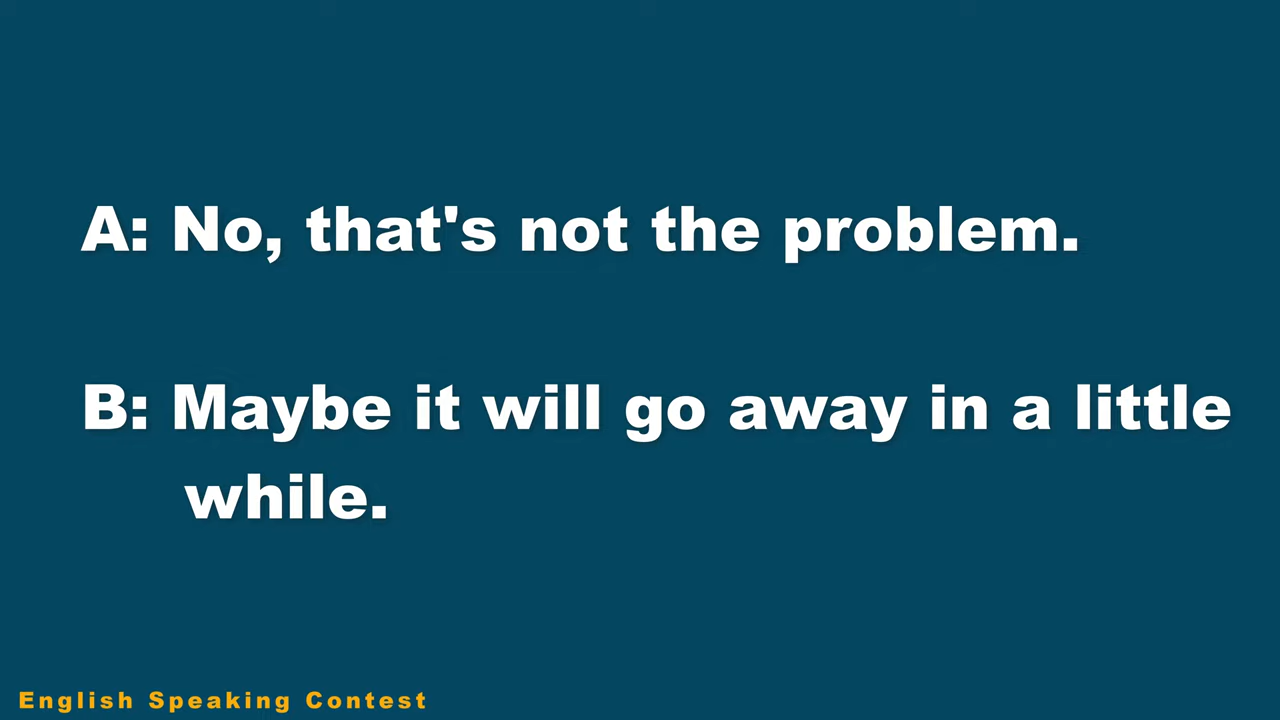 A: No, that's not the problem.
B: Maybe it will go away in a little
while.
English Speaking Contest